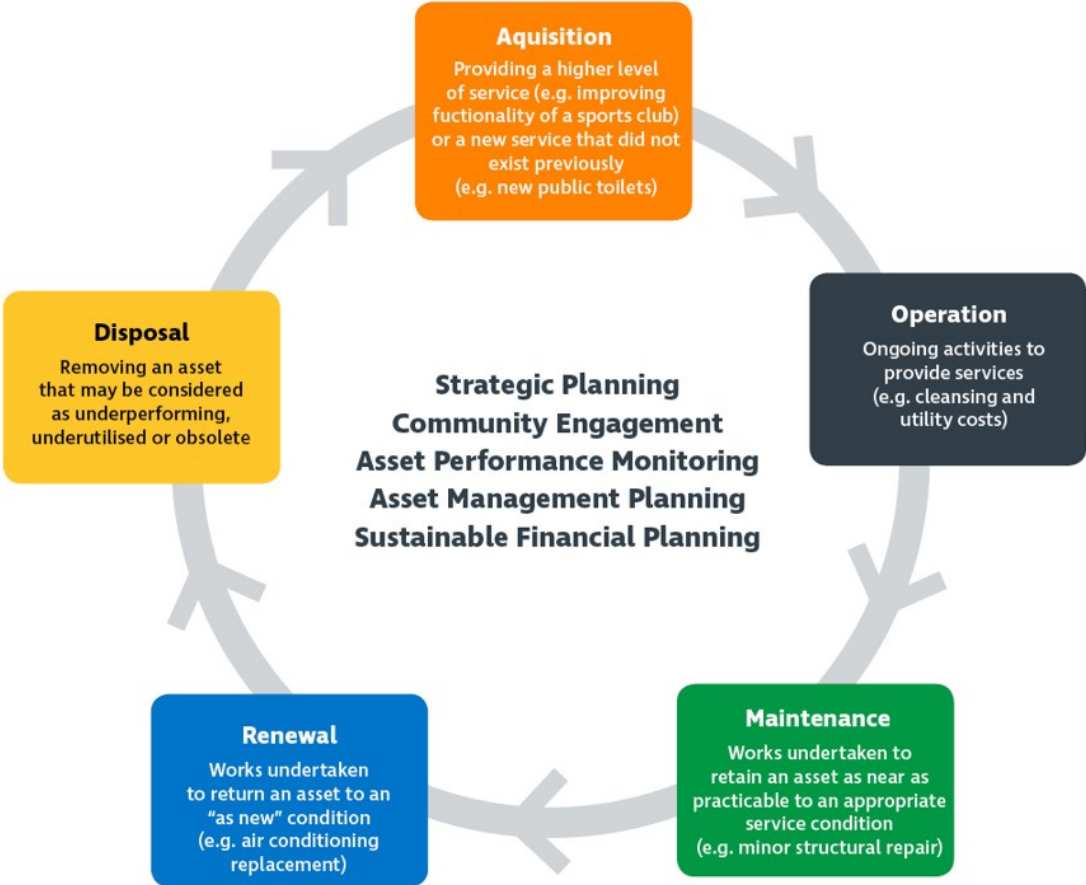 Aquisition
Providing a higher level
of service (e.g. improving
fuctionality of a sports club)
or a new service that did not
exist previously
(e.g. new public toilets)
Operation
Ongoing activities to
provide services
(e.g. cleansing and
utility costs)
Maintenance
Works undertaken to
retain an asset as near as
practicable to an appropriate
service condition
(e.g. minor structural repair)
Renewal
Works undertaken
to return an asset to an
“as new” condition
(e.g. air conditioning
replacement)
Disposal
Removing an asset
that may be considered
as underperforming,
underutilised or obsolete
Strategic Planning
Community Engagement
Asset Performance Monitoring
Asset Management Planning
Sustainable Financial Planning